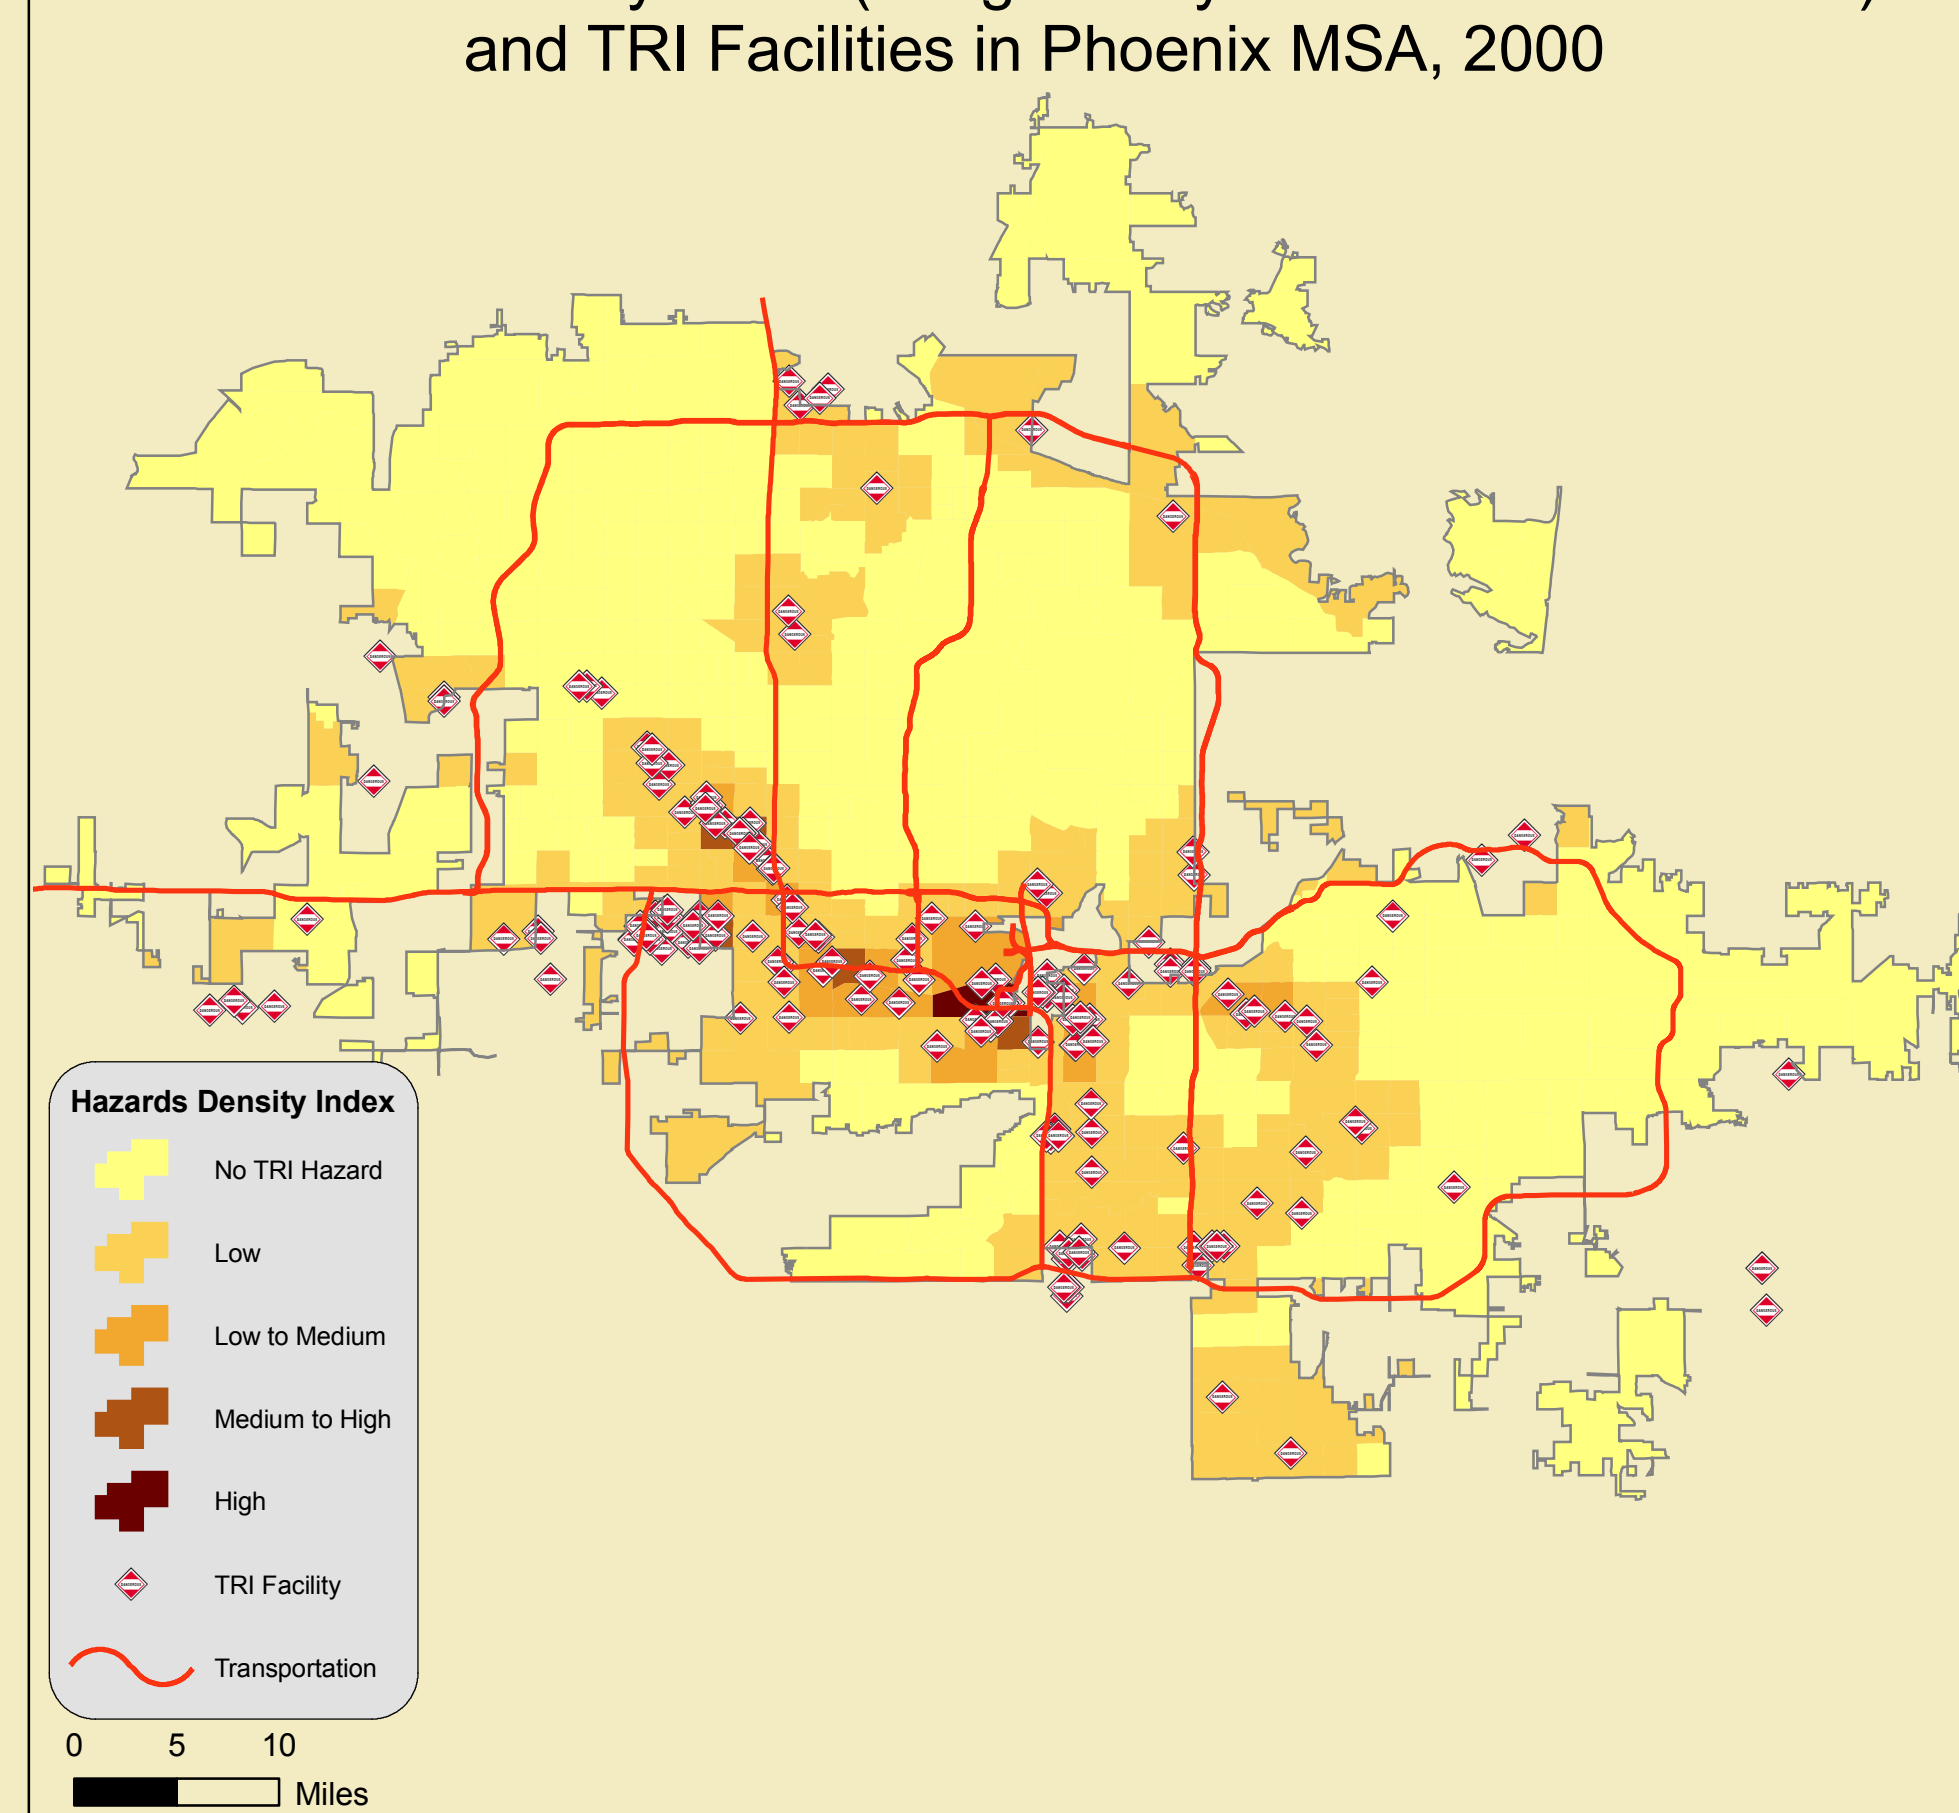 and TRI Facilities in Phoenix MSA, 2000
Hazards Density Index
No TRI Hazard
Low
Low to Medium
Medium to High
High
DANGEROUS
TRI Facility
Transportation
0 5 10
Miles